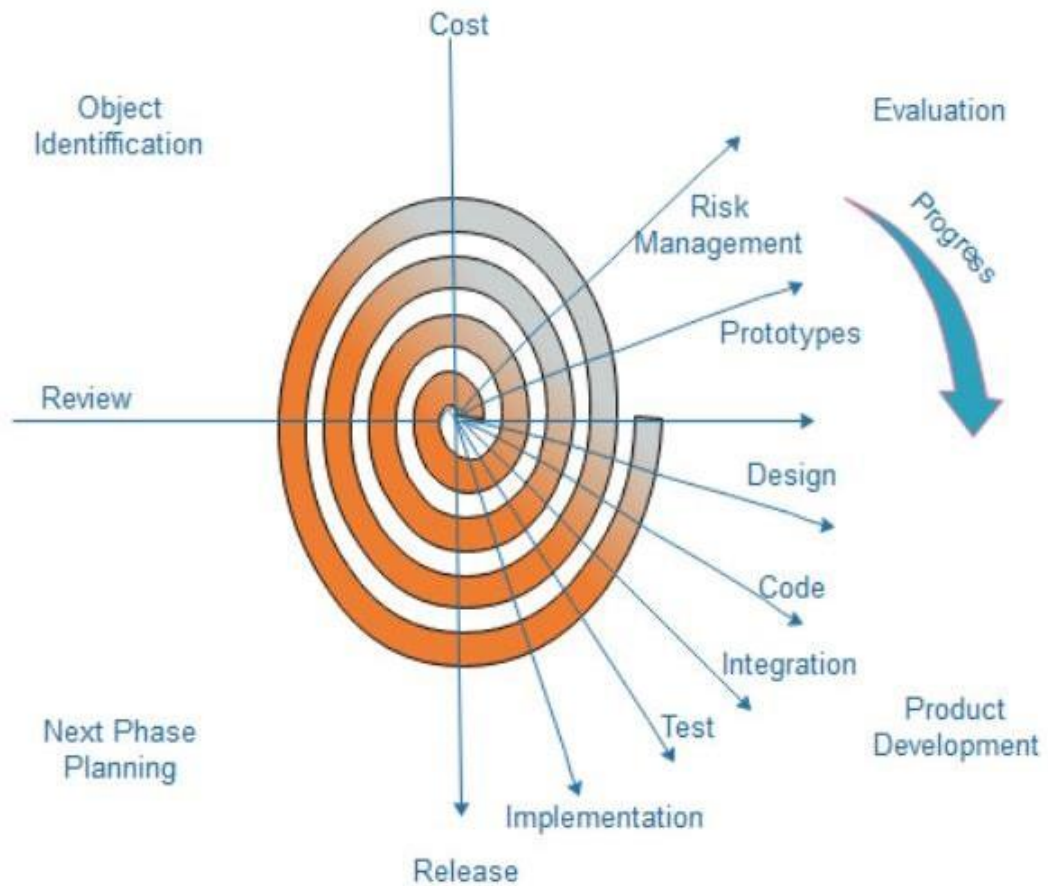 Cost
Object
Identiffication
Evaluation
Risk
Management
Progress
Prototypes
Review
Design
Code
Integration
Next Phase
Planning
Test
Product
Development
Implementation
Release